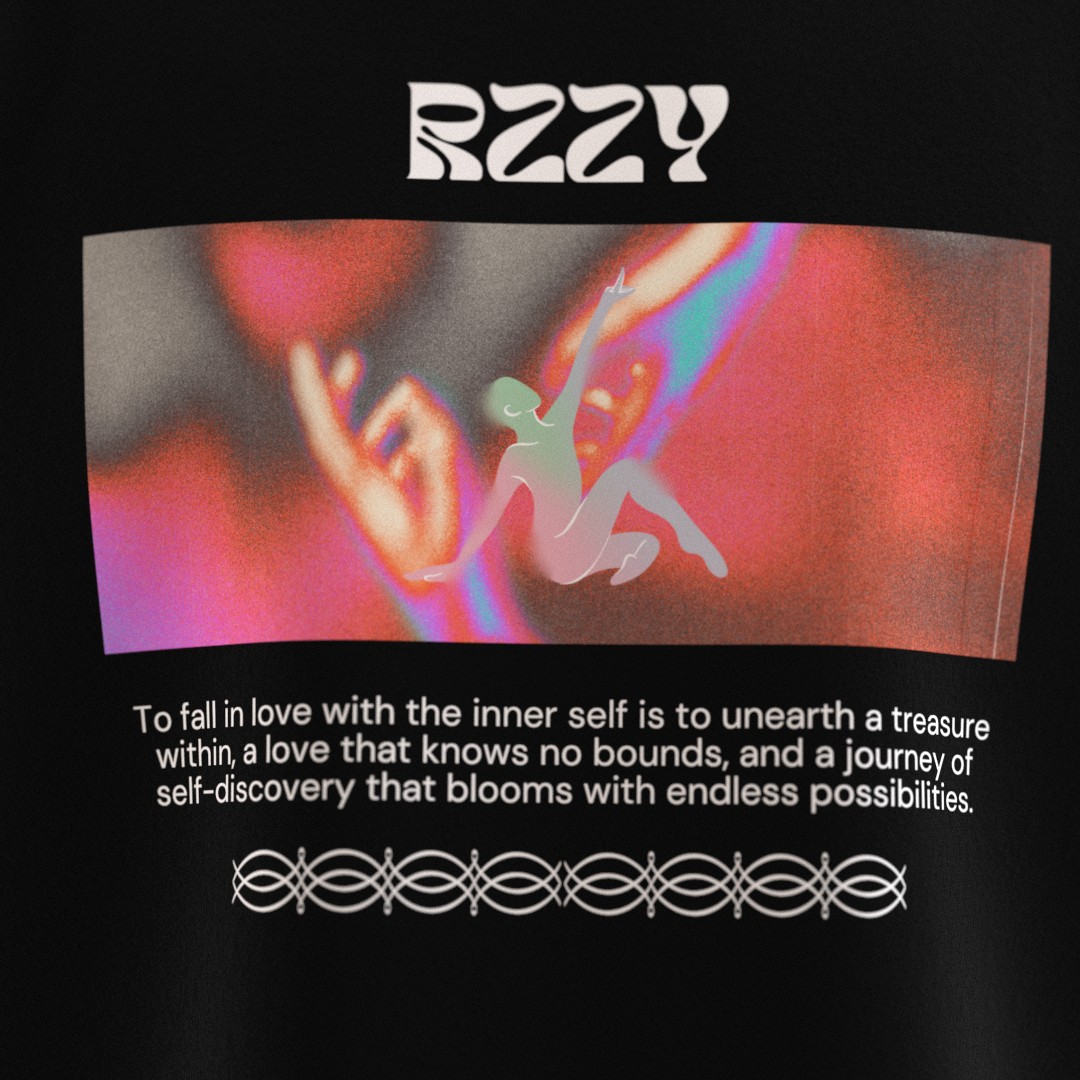 RZZY
To fall in love with the inner self is to unearth a treasure
within, a love that knows no bounds, and a journey of
self-discovery that blooms with endless possibilities.